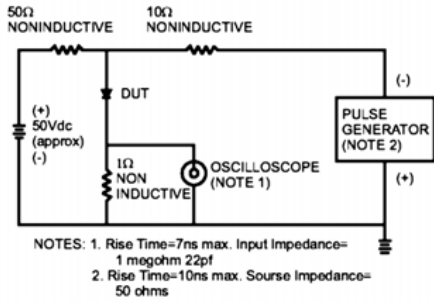 50Ω
NONINDUCTIVE
10Ω
NONINDUCTIVE
DUT
(+)
50Vdc
(approx)
(-)
1Ω
NON
INDUCTIVE
OSCILLOSCOPE
(NOTE 1)
(-)
PULSE
GENERATOR
(NOTE 2)
(+)
NOTES: 1. Rise Time=7ns max. Input Impedance=
1 megohm 22pf
2. Rise Time=10ns max. Sourse Impedance=
50 ohms